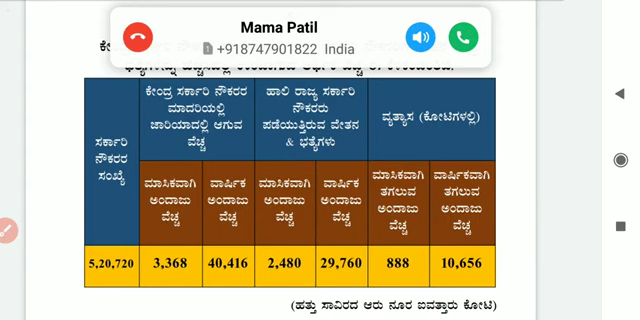 Mama Patil
+918747901822 India
ಸರ್ಕಾರಿ
ನೌಕರರ
ಸಂಖ್ಯೆ
ಕೇಂದ್ರ ಸರ್ಕಾರಿ ನೌಕರರ
ಮಾದರಿಯಲ್ಲಿ
ಜಾರಿಯಾದಲ್ಲಿ ಆಗುವ
ವೆಚ್ಚ
ಹಾಲಿ ರಾಜ್ಯ ಸರ್ಕಾರಿ
ನೌಕರರು
ಪಡೆಯುತ್ತಿರುವ ವೇತನ
& ಭತ್ಯೆಗಳು
ವ್ಯತ್ಯಾಸ (ಕೋಟಿಗಳಲ್ಲಿ)
ಮಾಸಿಕವಾಗಿ
ಅಂದಾಜು
ವೆಚ್ಚ
ವಾರ್ಷಿಕ
ಅಂದಾಜು
ವೆಚ್ಚ
ಮಾಸಿಕವಾಗಿ
ಅಂದಾಜು
ವೆಚ್ಚ
ವಾರ್ಷಿಕ
ಅಂದಾಜು
ವೆಚ್ಚ
ಮಾಸಿಕವಾಗಿ
ತಗಲುವ
ಅಂದಾಜು
ವೆಚ್ಚ
ವಾರ್ಷಿಕವಾಗಿ
ತಗಲುವ
ಅಂದಾಜು
ವೆಚ್ಚ
5,20,720 3,368 40,416 2,480 29,760 888 10,656
(ಹತ್ತು ಸಾವಿರದ ಆರು ನೂರ ಐವತ್ತಾರು ಕೋಟಿ)